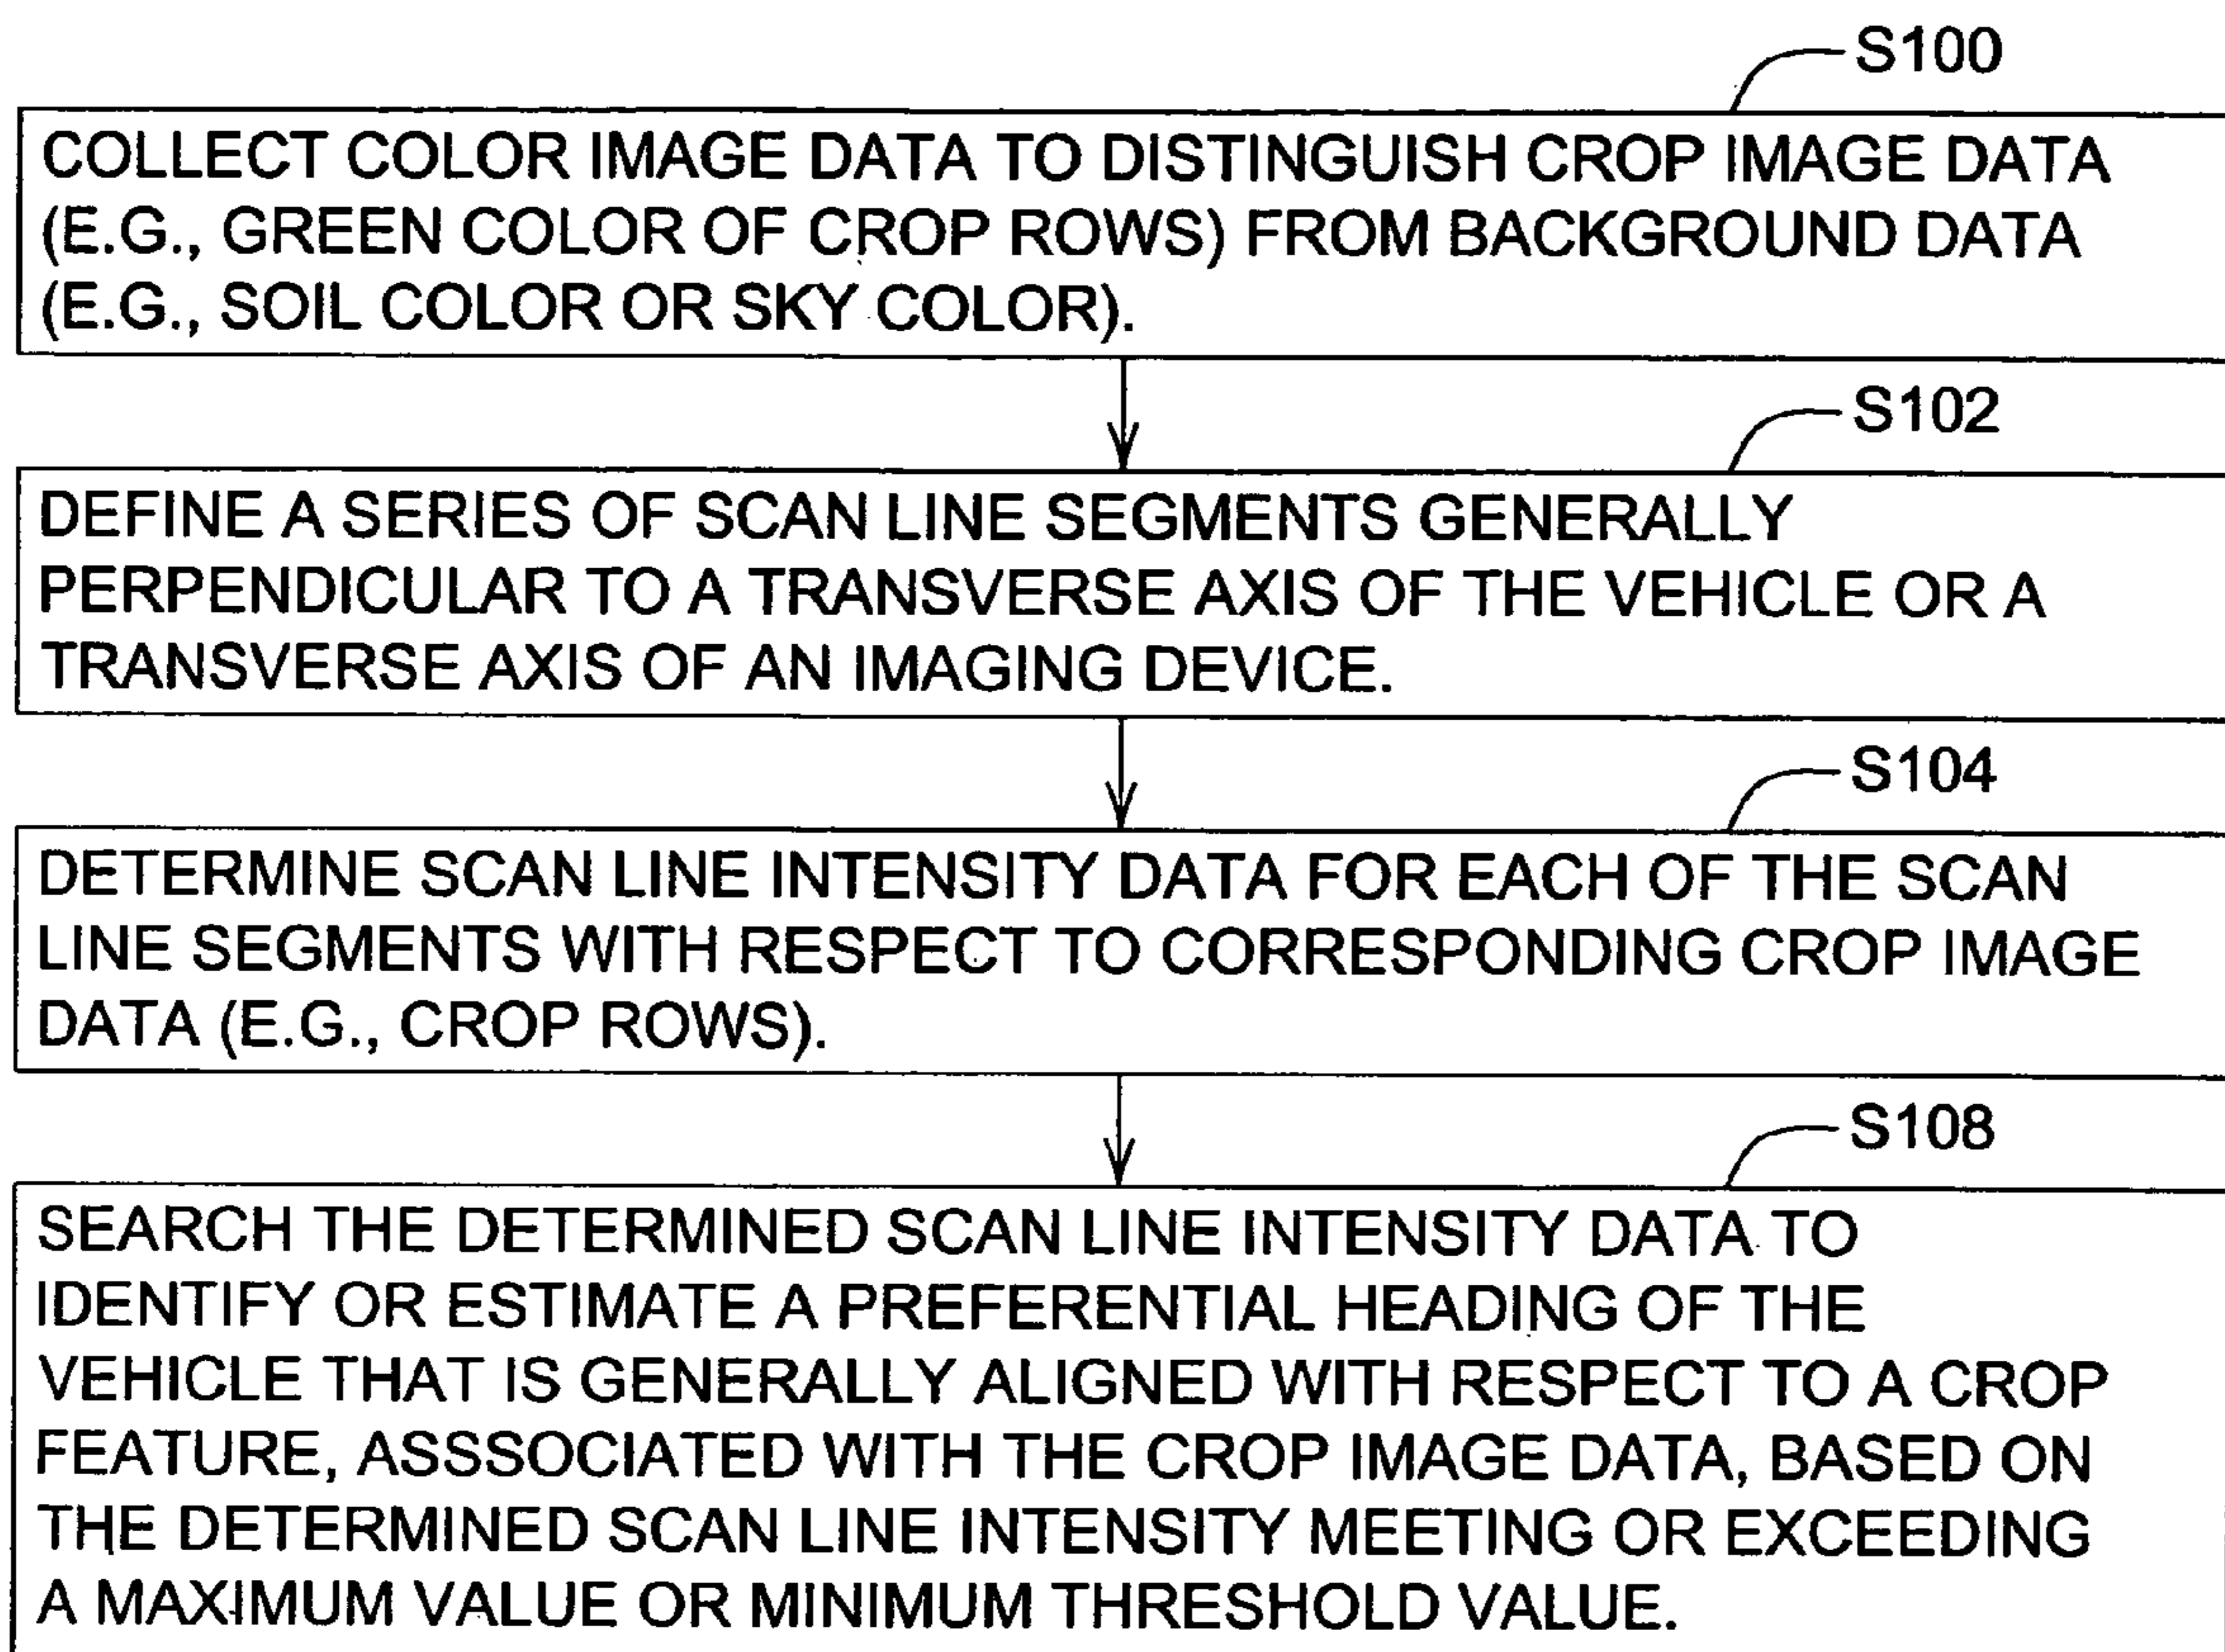 S100
COLLECT COLOR IMAGE DATA TO DISTINGUISH CROP IMAGE DATA
(E.G., GREEN COLOR OF CROP ROWS) FROM BACKGROUND DATA
(E.G., SOIL COLOR OR SKY COLOR).
S102
DEFINE A SERIES OF SCAN LINE SEGMENTS GENERALLY
PERPENDICULAR TO A TRANSVERSE AXIS OF THE VEHICLE OR A
TRANSVERSE AXIS OF AN IMAGING DEVICE.
S104
DETERMINE SCAN LINE INTENSITY DATA FOR EACH OF THE SCAN
LINE SEGMENTS WITH RESPECT TO CORRESPONDING CROP IMAGE
DATA (E.G., CROP ROWS).
S108
SEARCH THE DETERMINED SCAN LINE INTENSITY DATA TO
IDENTIFY OR ESTIMATE A PREFERENTIAL HEADING OF THE
VEHICLE THAT IS GENERALLY ALIGNED WITH RESPECT TO A CROP
FEATURE, ASSSOCIATED WITH THE CROP IMAGE DATA, BASED ON
THE DETERMINED SCAN LINE INTENSITY MEETING OR EXCEEDING
A MAXIMUM VALUE OR MINIMUM THRESHOLD VALUE.